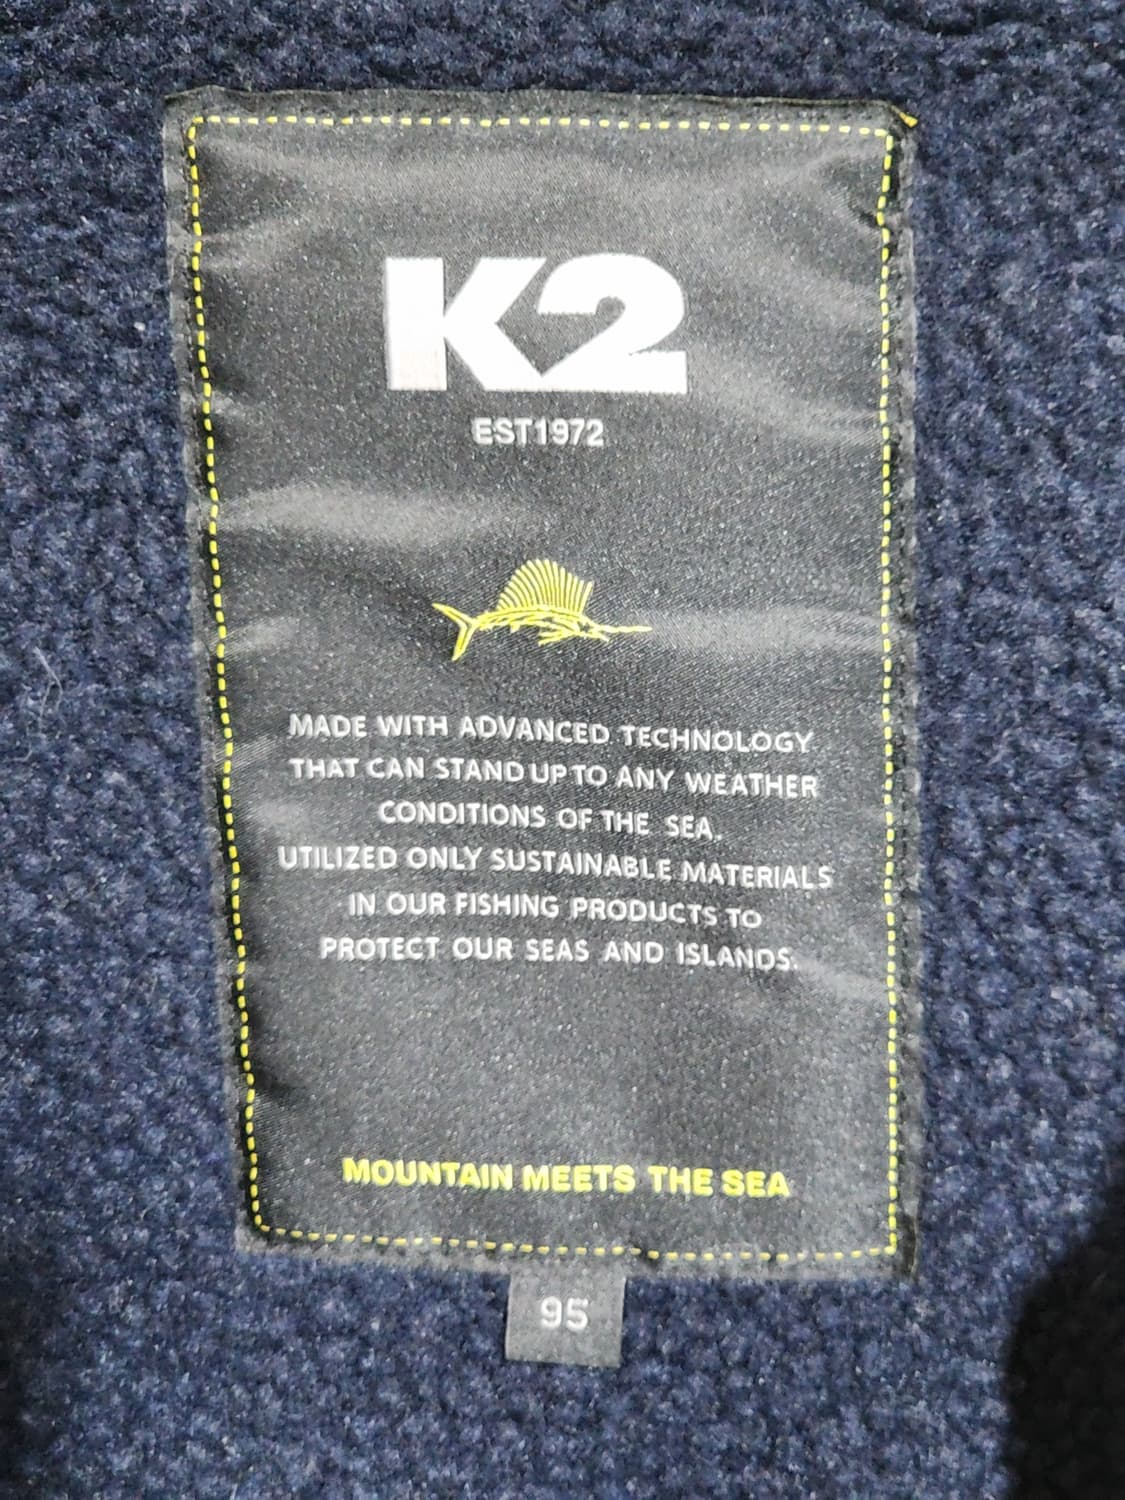 K2
EST1972
MADE WITH ADVANCED TECHNOLOGY
THAT CAN STAND UP TO ANY WEATHER
CONDITIONS OF THE SEA.
UTILIZED ONLY SUSTAINABLE MATERIALS
IN OUR FISHING PRODUCTS TO
PROTECT OUR SEAS AND ISLANDS.
MOUNTAIN MEETS THE SEA
95